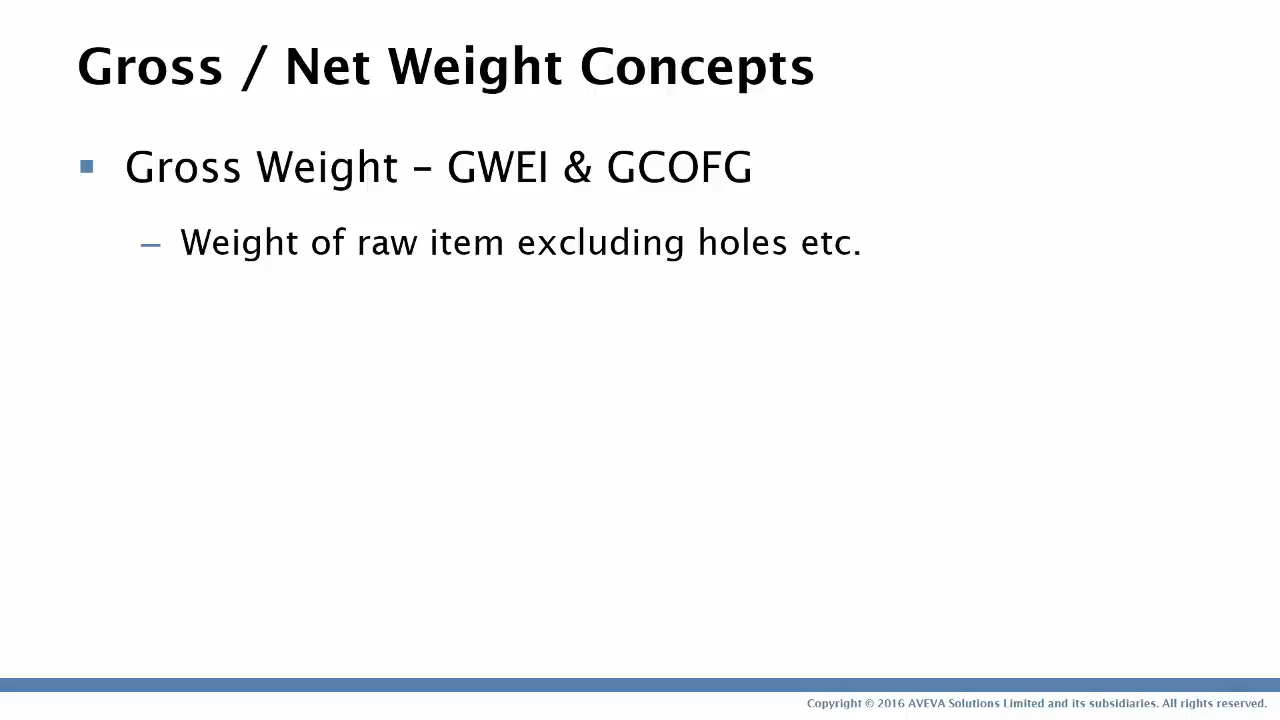 Gross / Net Weight Concepts
▪ Gross Weight – GWEI & GCOFG
– Weight of raw item excluding holes etc.
Copyright © 2016 AVEVA Solutions Limited and its subsidiaries. All rights reserved.